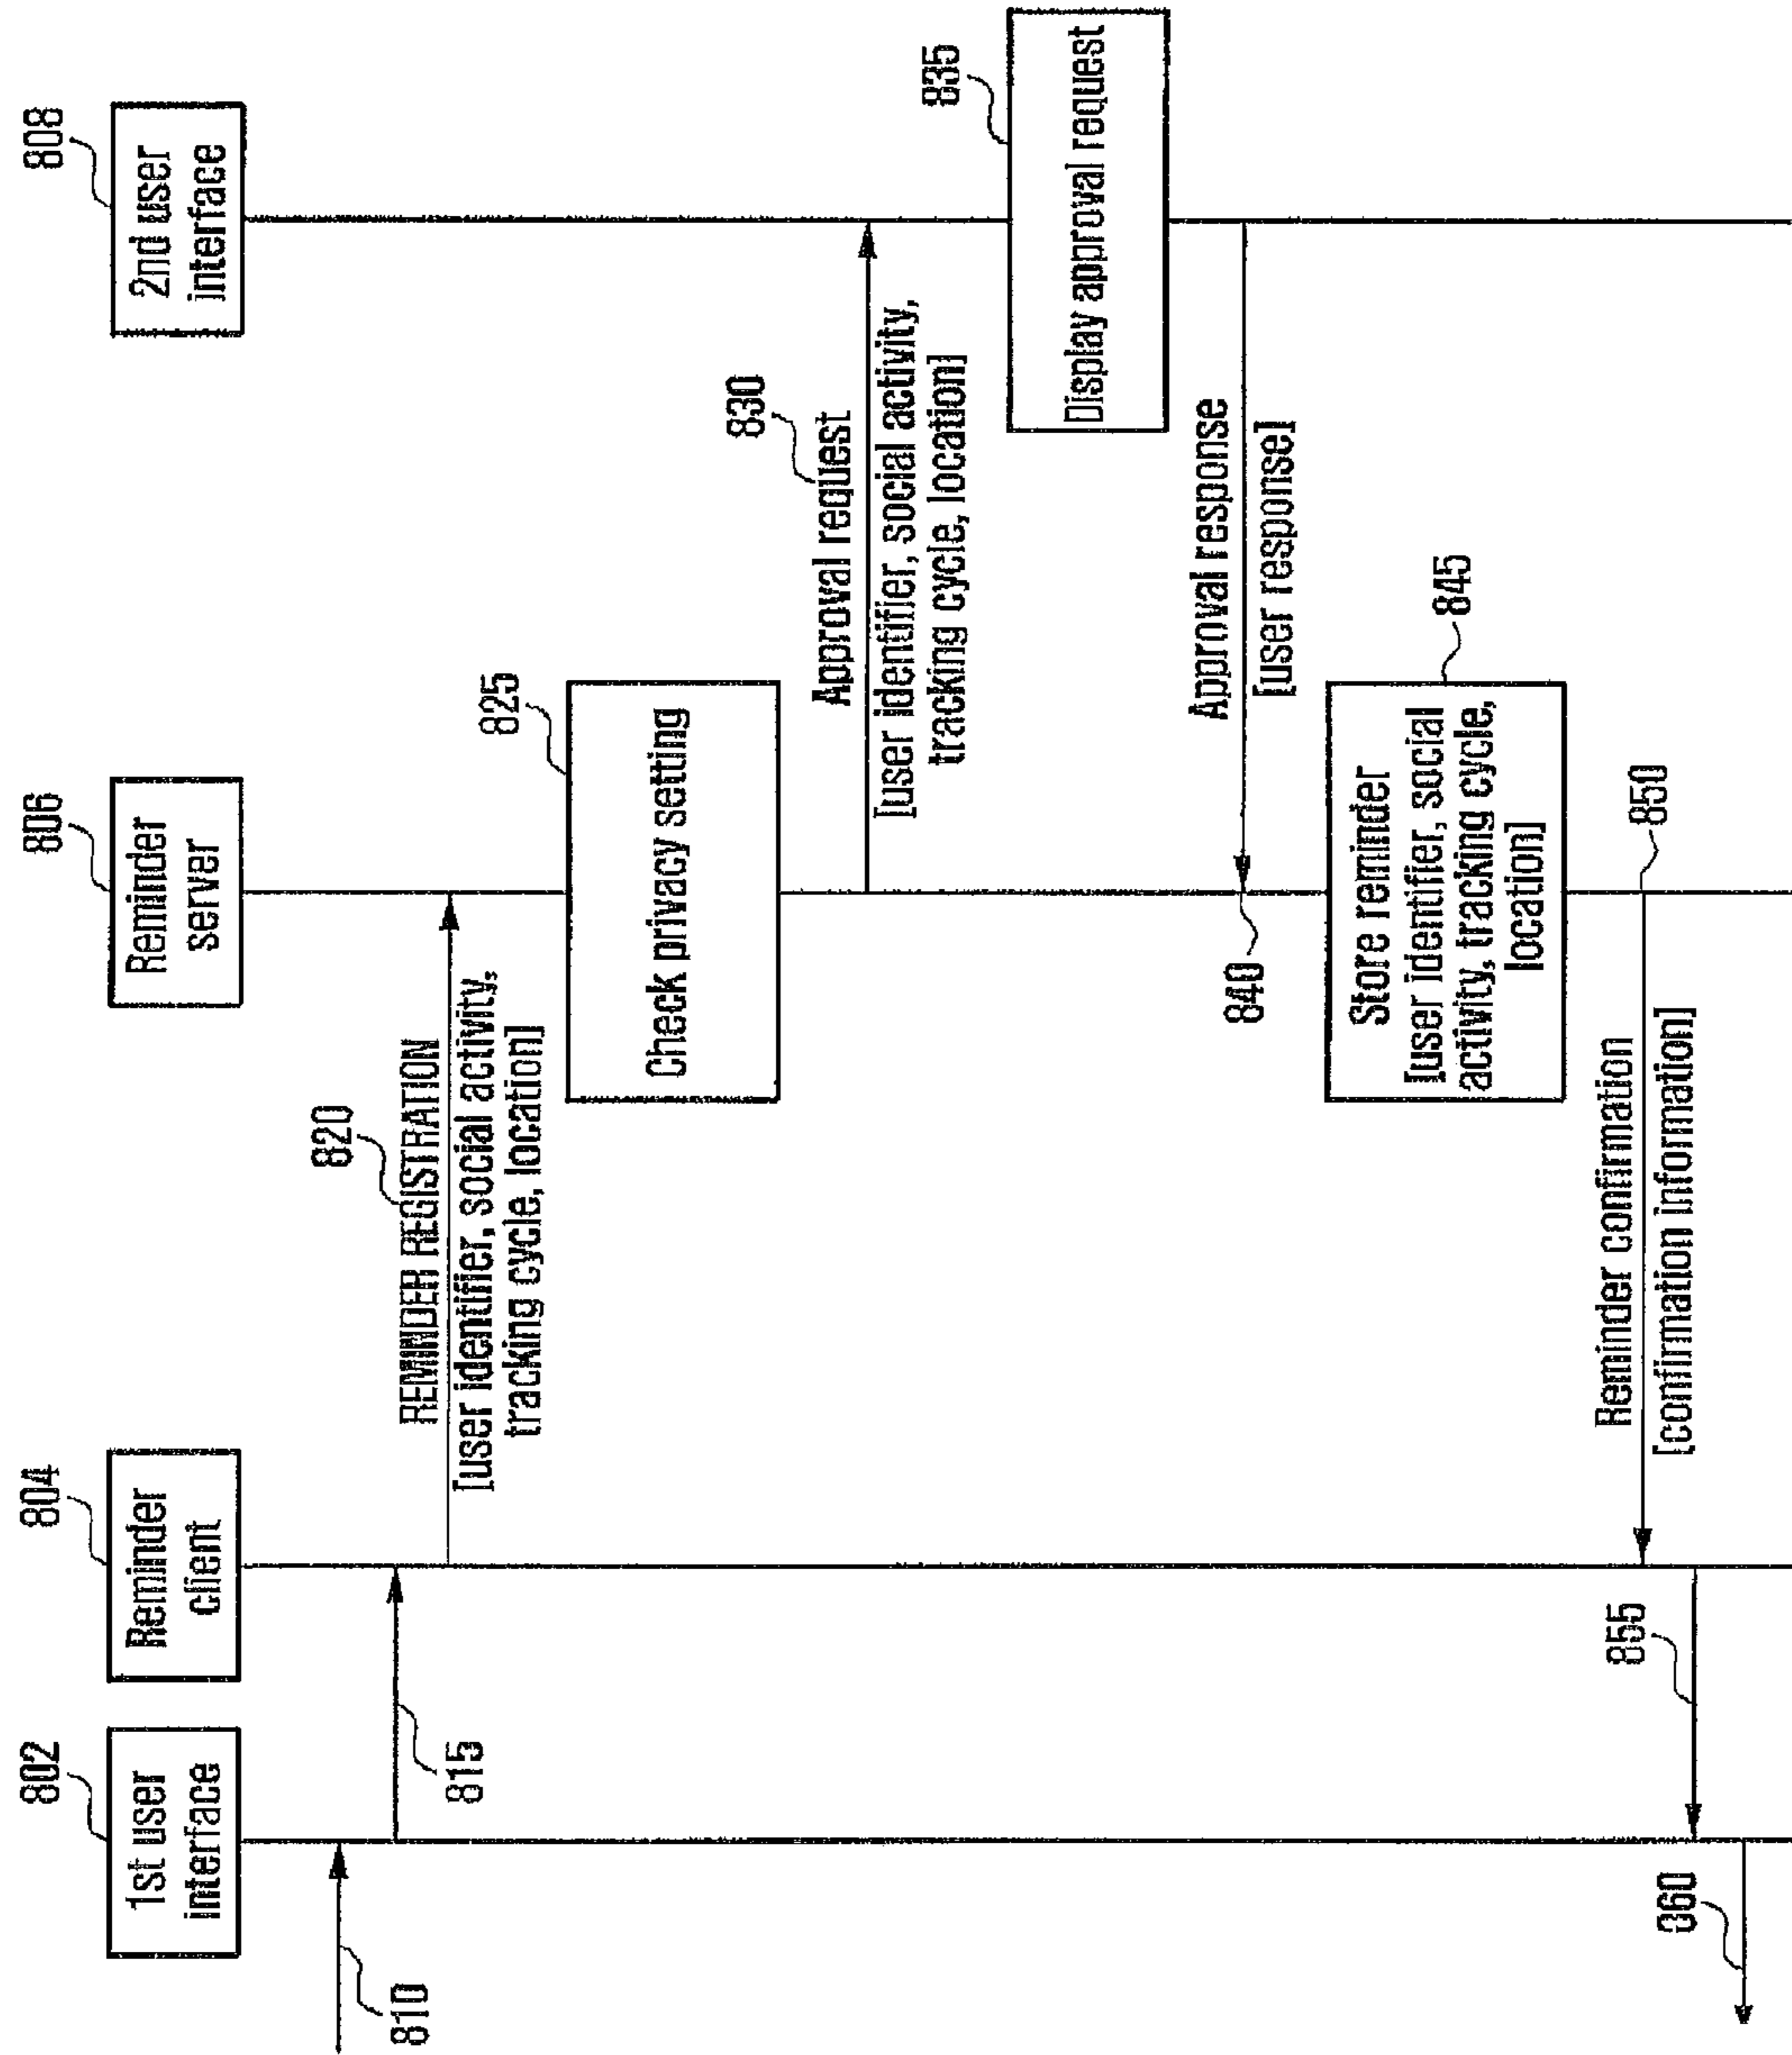 802
1st user
interface
804
Reminder
client
806
Reminder
server
808
2nd user
interface
810
815
820
REMINDER REGISTRATION
[user identifier, social activity,
tracking cycle, location]
825
Check privacy setting
830
Approval request
[user identifier, social activity,
tracking cycle, location]
835
Display approval request
Approval response
[user response]
840
845
Store reminder
[user identifier, social
activity, tracking cycle,
location]
850
Reminder confirmation
[confirmation information]
855
860